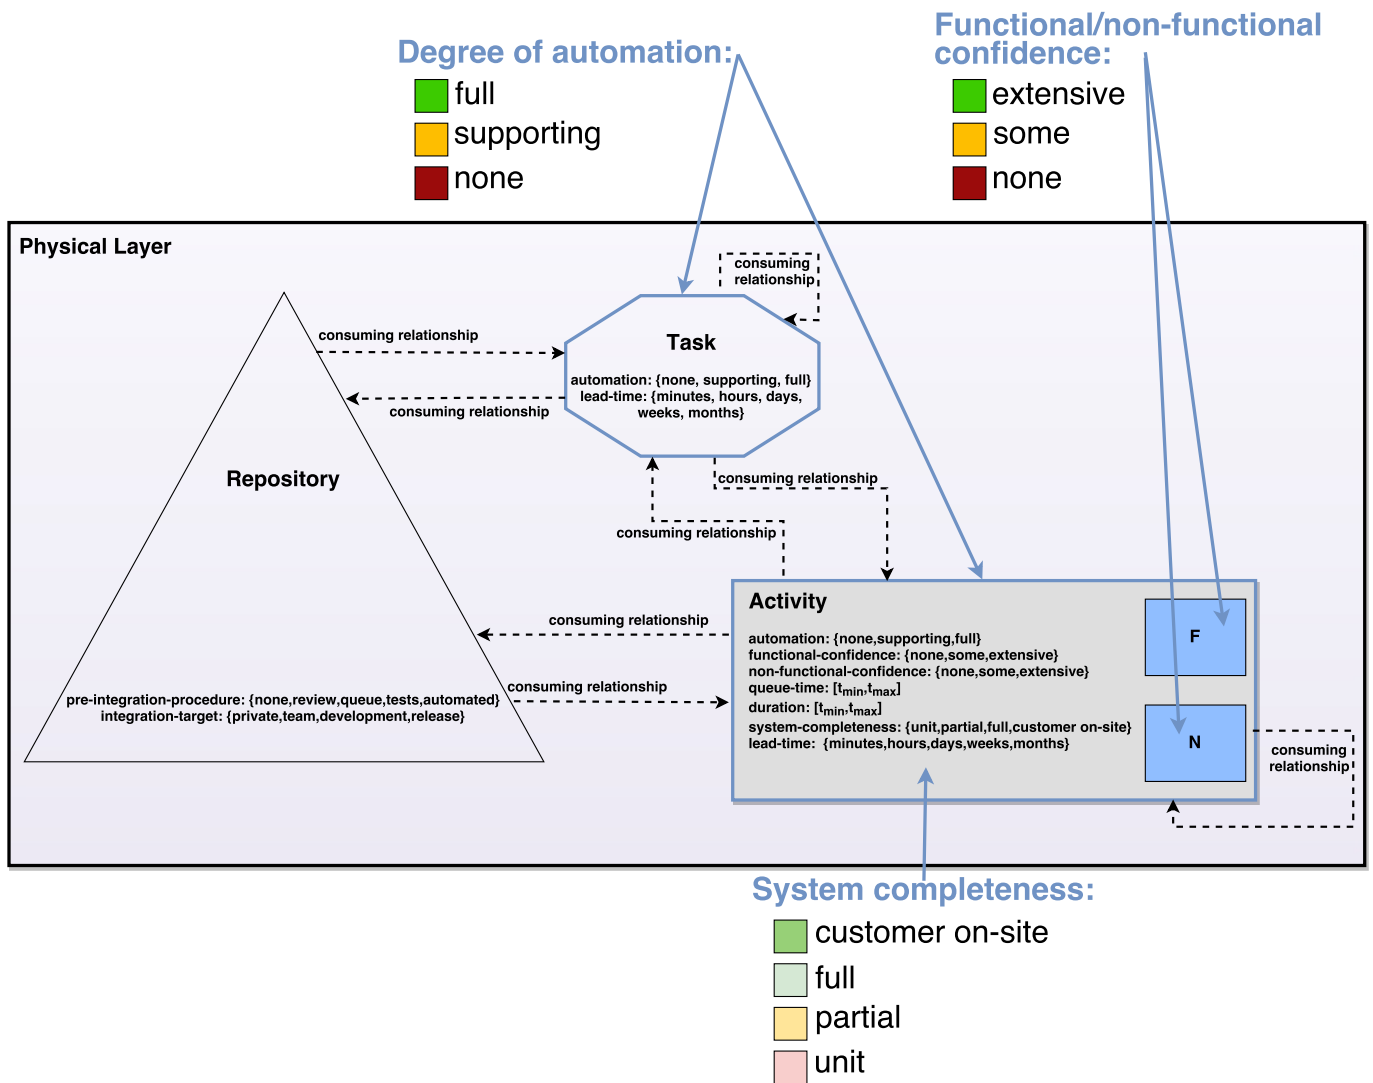 Degree of automation:
full
supporting
none
Functional/non-functional
confidence:
extensive
some
none
Physical Layer
consuming
relationship
consuming relationship
Task
automation: {none, supporting, full}
lead-time: {minutes, hours, days,
weeks, months}
consuming relationship
Repository
consuming relationship
consuming relationship
Activity
automation: {none,supporting,full}
functional-confidence: {none,some,extensive}
non-functional-confidence: {none,some,extensive}
queue-time: [tmin,tmax]
duration: [tmin,tmax]
system-completeness: {unit,partial,full,customer on-site}
lead-time: {minutes,hours,days,weeks,months}
F
N
consuming relationship
consuming relationship
pre-integration-procedure: {none,review,queue,tests,automated}
integration-target: {private,team,development,release}
consuming
relationship
System completeness:
customer on-site
full
partial
unit